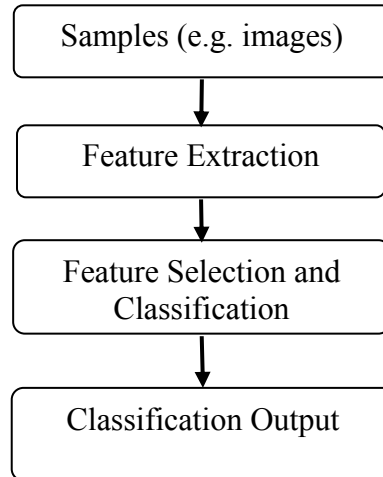 Samples (e.g. images)
Feature Extraction
Feature Selection and
Classification
Classification Output